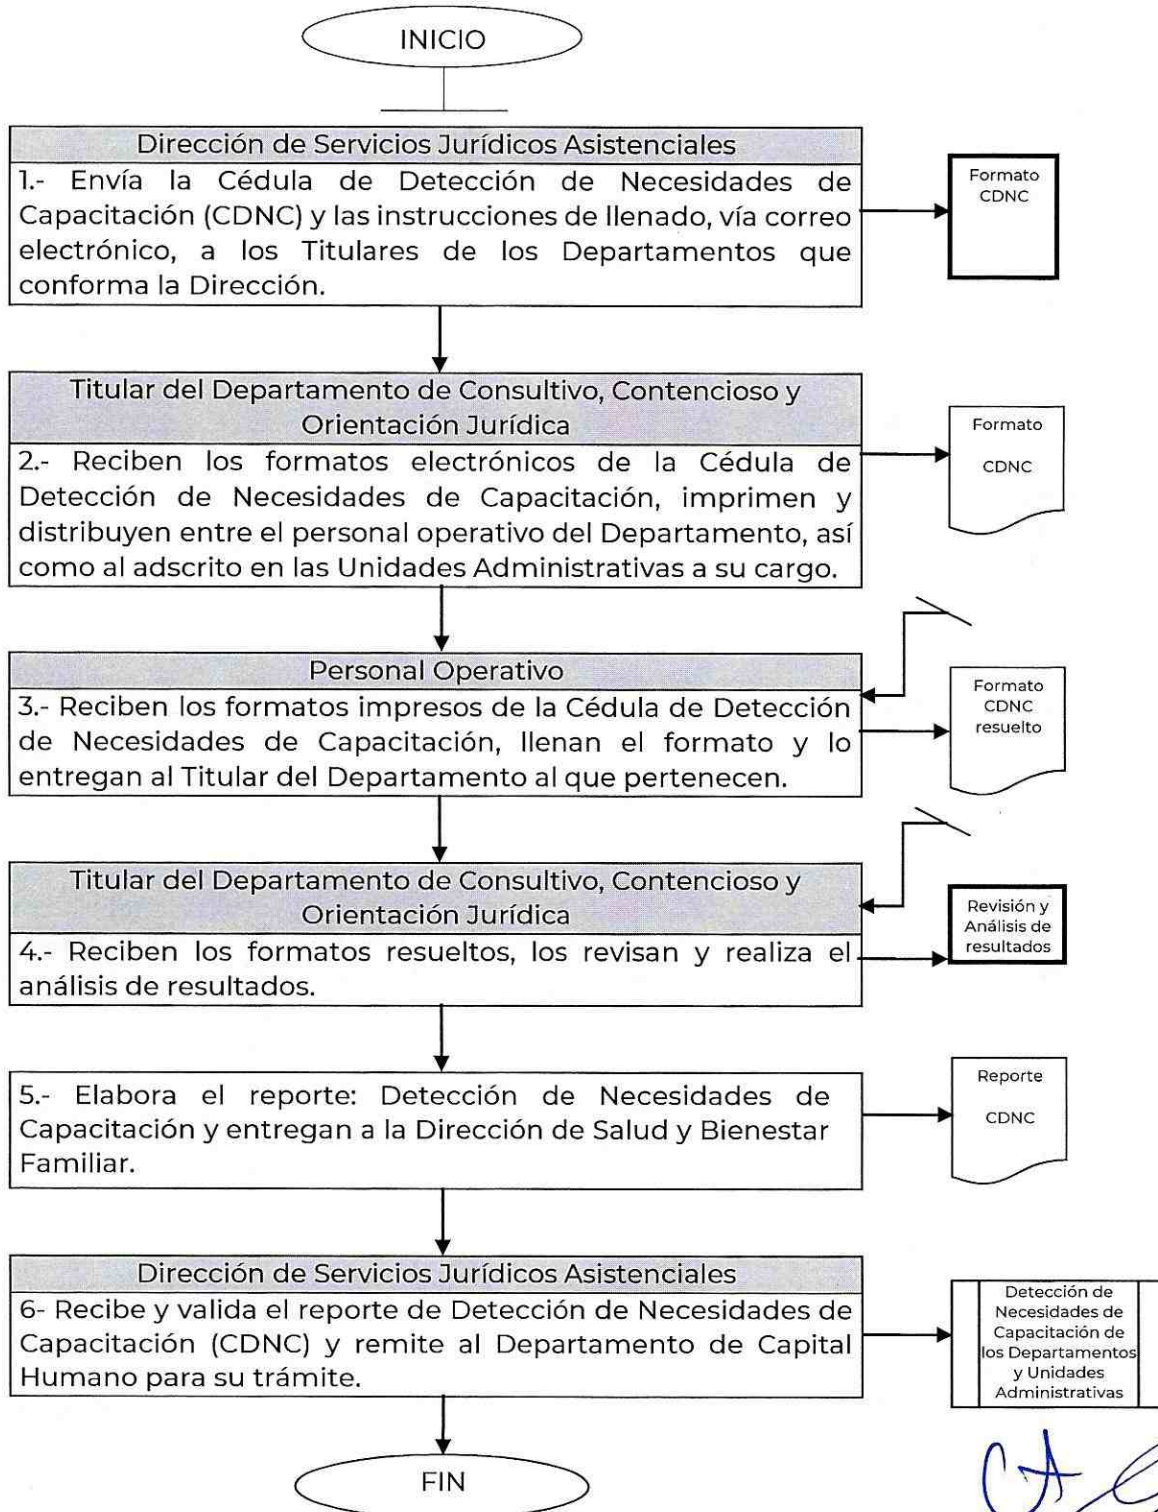 INICIO
Dirección de Servicios Jurídicos Asistenciales
1.- Envía la Cédula de Detección de Necesidades de
Capacitación (CDNC) y las instrucciones de llenado, vía correo
electrónico, a los Titulares de los Departamentos que
conforma la Dirección.
Formato
CDNC
Titular del Departamento de Consultivo, Contencioso y
Orientación Jurídica
2.- Reciben los formatos electrónicos de la Cédula de
Detección de Necesidades de Capacitación, imprimen y
distribuyen entre el personal operativo del Departamento, así
como al adscrito en las Unidades Administrativas a su cargo.
Formato
CDNC
Personal Operativo
3.- Reciben los formatos impresos de la Cédula de Detección
de Necesidades de Capacitación, llenan el formato y lo
entregan al Titular del Departamento al que pertenecen.
Formato
CDNC
resuelto
Titular del Departamento de Consultivo, Contencioso y
Orientación Jurídica
4.- Reciben los formatos resueltos, los revisan y realiza el
análisis de resultados.
Revisión y
Análisis de
resultados
5.- Elabora el reporte: Detección de Necesidades de
Capacitación y entregan a la Dirección de Salud y Bienestar
Familiar.
Reporte
CDNC
Dirección de Servicios Jurídicos Asistenciales
6- Recibe y valida el reporte de Detección de Necesidades de
Capacitación (CDNC) y remite al Departamento de Capital
Humano para su trámite.
Detección de
Necesidades de
Capacitación de
los Departamentos
y Unidades
Administrativas
FIN